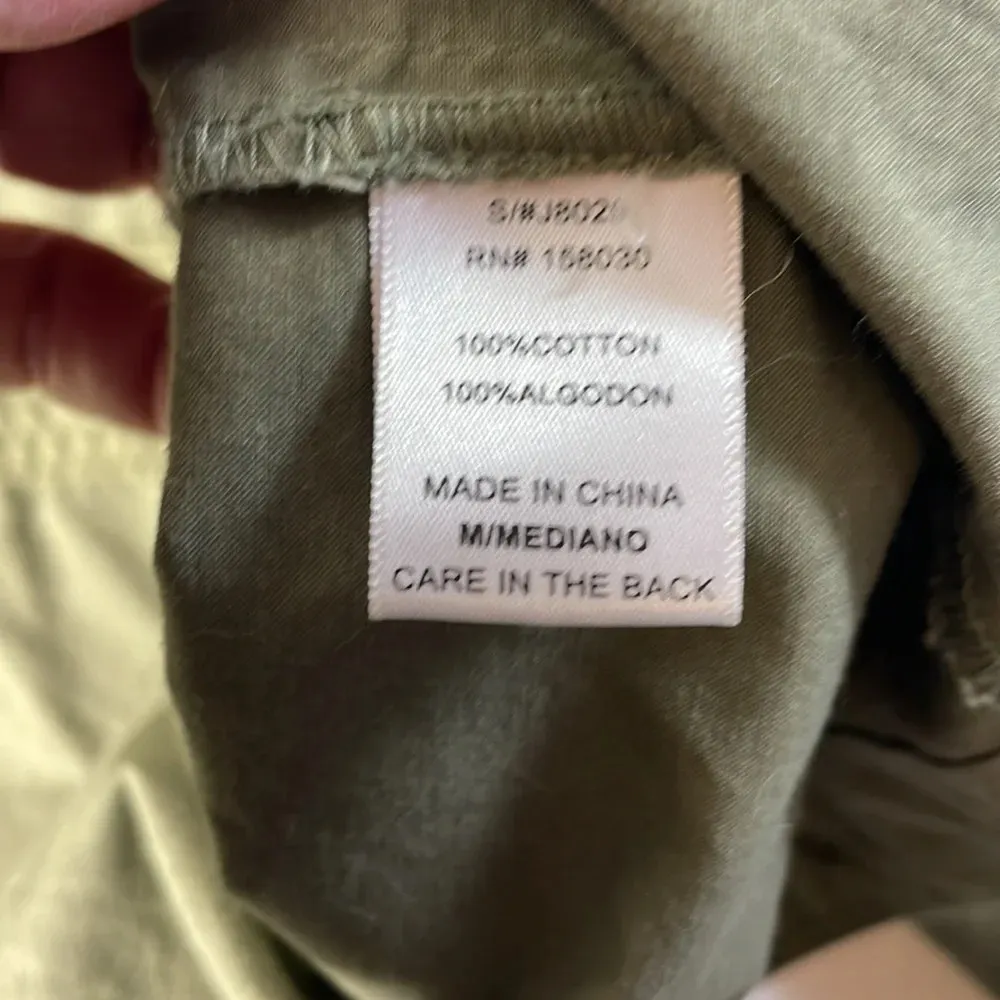 RN# 158030
100%COTTON
100%ALGODON
MADE IN CHINA
M/MEDIANO
CARE IN THE BACK